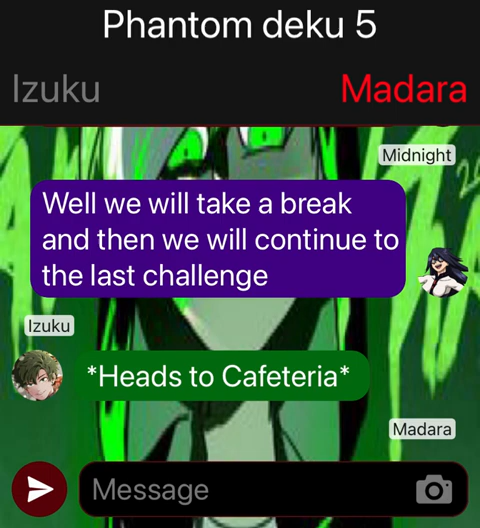 Phantom deku 5
Izuku
Madara
Midnight
Well we will take a break
and then we will continue to
the last challenge
Izuku
*Heads to Cafeteria*
Madara
Message